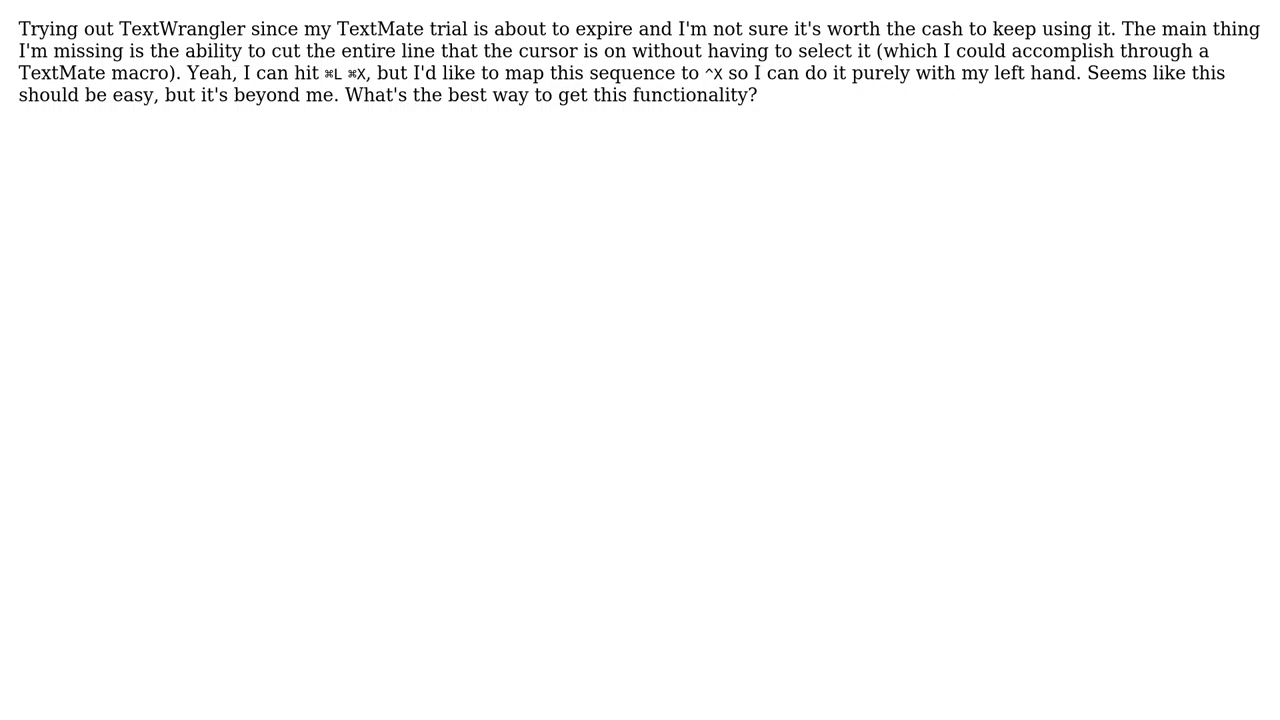 Trying out TextWrangler since my TextMate trial is about to expire and I'm not sure it's worth the cash to keep using it. The main thing
I'm missing is the ability to cut the entire line that the cursor is on without having to select it (which I could accomplish through a
TextMate macro). Yeah, I can hit ⌘L ⌘X, but I'd like to map this sequence to ^X so I can do it purely with my left hand. Seems like this
should be easy, but it's beyond me. What's the best way to get this functionality?